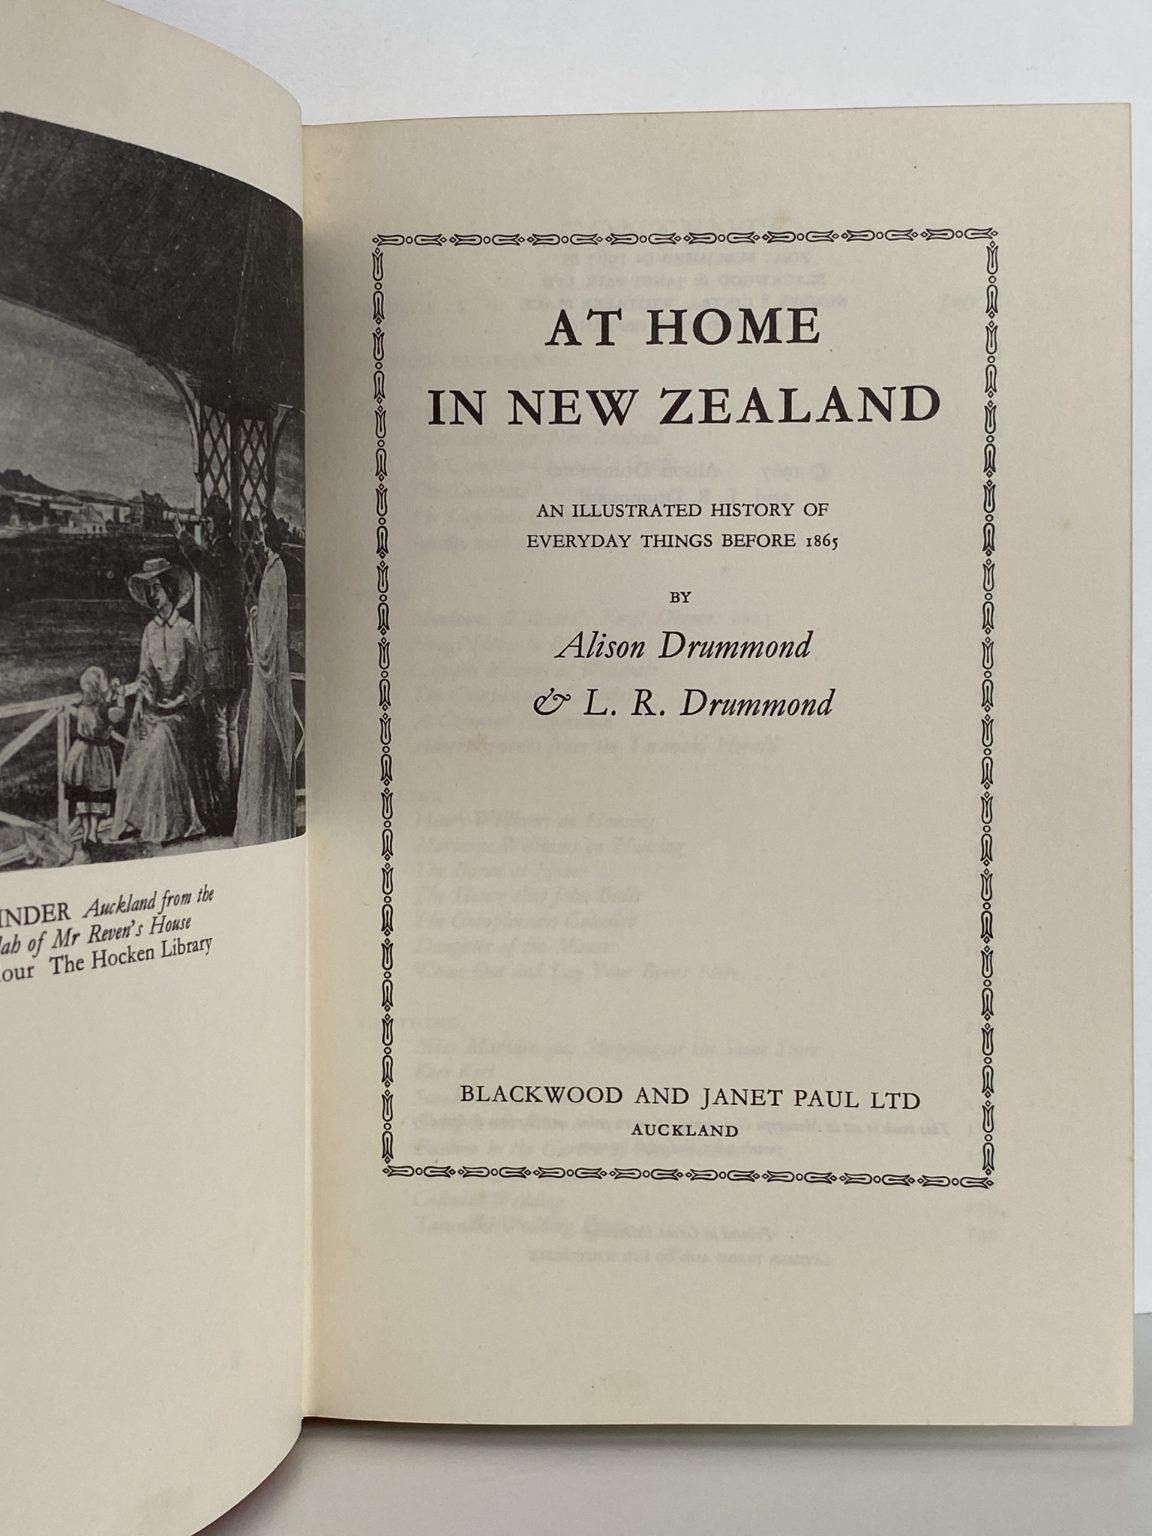 INDER Auckland from the
lah of Mr Reven's House
our The Hocken Library
AT HOME
IN NEW ZEALAND
AN ILLUSTRATED HISTORY OF
EVERYDAY THINGS BEFORE 1865
BY
Alison Drummond
& L. R. Drummond
BLACKWOOD AND JANET PAUL LTD
AUCKLAND